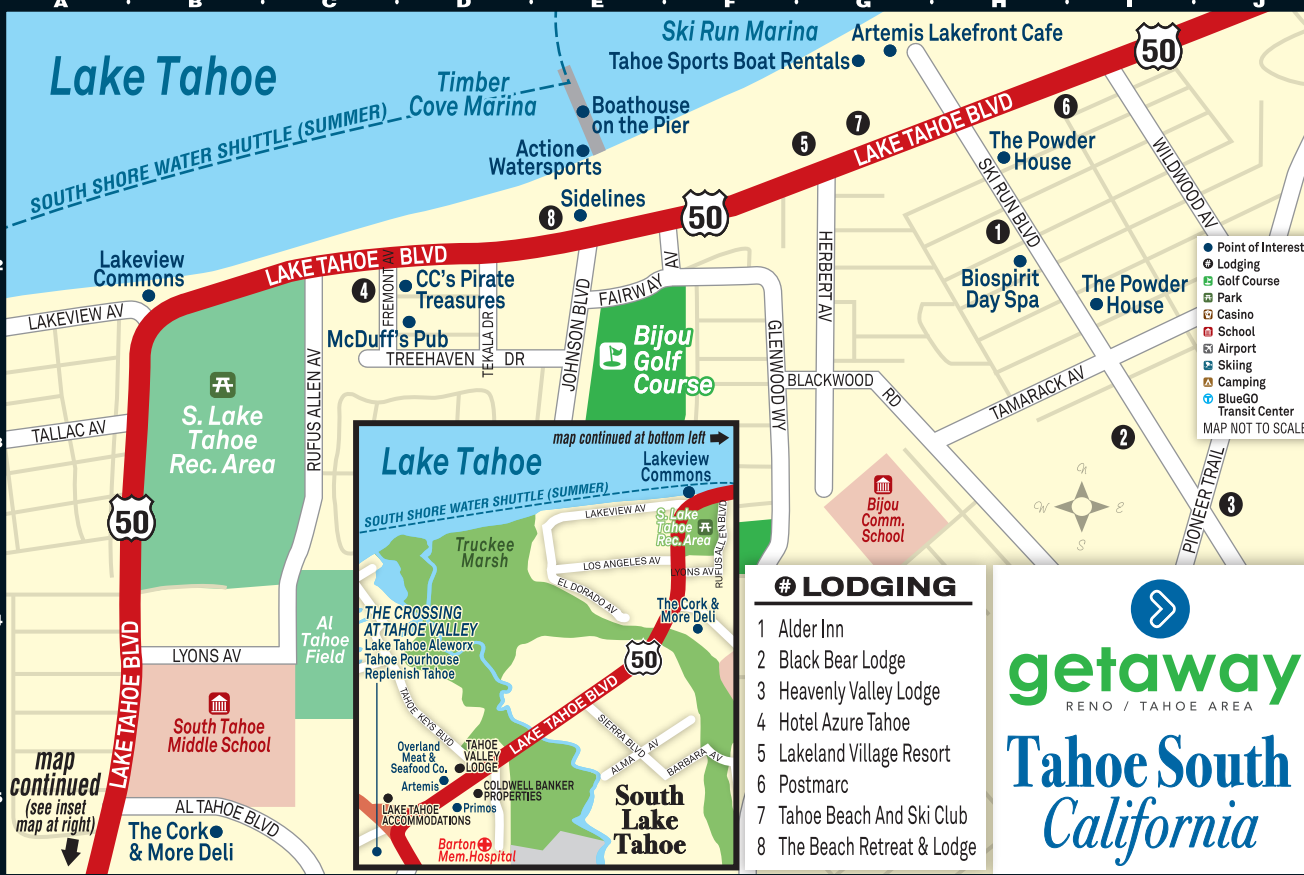 A · B · C · D · E · F · G · H · I · J
Lake Tahoe
SOUTH SHORE WATER SHUTTLE (SUMMER)
Timber
Cove Marina
Ski Run Marina
Artemis Lakefront Cafe
Tahoe Sports Boat Rentals
Boathouse
on the Pier
Action
Watersports
Sidelines
8
5
7
LAKE TAHOE BLVD
50
6
The Powder
House
SKI RUN BLVD
WILDWOOD AV
1
Biospirit
Day Spa
The Powder
House
50
Lakeview
Commons
LAKE TAHOE BLVD
LAKEVIEW AV
4
FREMONT AV
CC's Pirate
Treasures
McDuff's Pub
TREEHAVEN DR
TEKALA DR
JOHNSON BLVD
FAIRWAY AV
HERBERT AV
GLENWOOD WY
BLACKWOOD RD
TAMARACK AV
Bijou
Golf
Course
S. Lake
Tahoe
Rec. Area
RUFUS ALLEN AV
TALLAC AV
3
50
2
3
PIONEER TRAIL
N
W E
S
Bijou
Comm.
School
Point of Interest
# Lodging
Golf Course
Park
Casino
School
Airport
Skiing
Camping
BlueGO
Transit Center
MAP NOT TO SCALE
Al
Tahoe
Field
LYONS AV
LAKE TAHOE BLVD
South Tahoe
Middle School
map
continued
(see inset
map at right)
AL TAHOE BLVD
The Cork
& More Deli
map continued at bottom left
Lake Tahoe
Lakeview
Commons
SOUTH SHORE WATER SHUTTLE (SUMMER)
LAKEVIEW AV
S. Lake
Tahoe
Rec. Area
RUFUS ALLEN BLVD
Truckee
Marsh
LOS ANGELES AV
LYONS AV
EL DORADO AV
The Cork &
More Deli
THE CROSSING
AT TAHOE VALLEY
Lake Tahoe Aleworx
Tahoe Pourhouse
Replenish Tahoe
50
TAHOE KEYS BLVD
LAKE TAHOE BLVD
SIERRA BLVD
ALMA AV
BARBARA AV
Overland
Meat &
Seafood Co.
TAHOE
VALLEY
LODGE
Artemis
COLDWELL BANKER
PROPERTIES
LAKE TAHOE
ACCOMMODATIONS
Primos
Barton
Mem.Hospital
South
Lake
Tahoe
# LODGING
1 Alder Inn
2 Black Bear Lodge
3 Heavenly Valley Lodge
4 Hotel Azure Tahoe
5 Lakeland Village Resort
6 Postmarc
7 Tahoe Beach And Ski Club
8 The Beach Retreat & Lodge
getaway
RENO / TAHOE AREA
Tahoe South
California